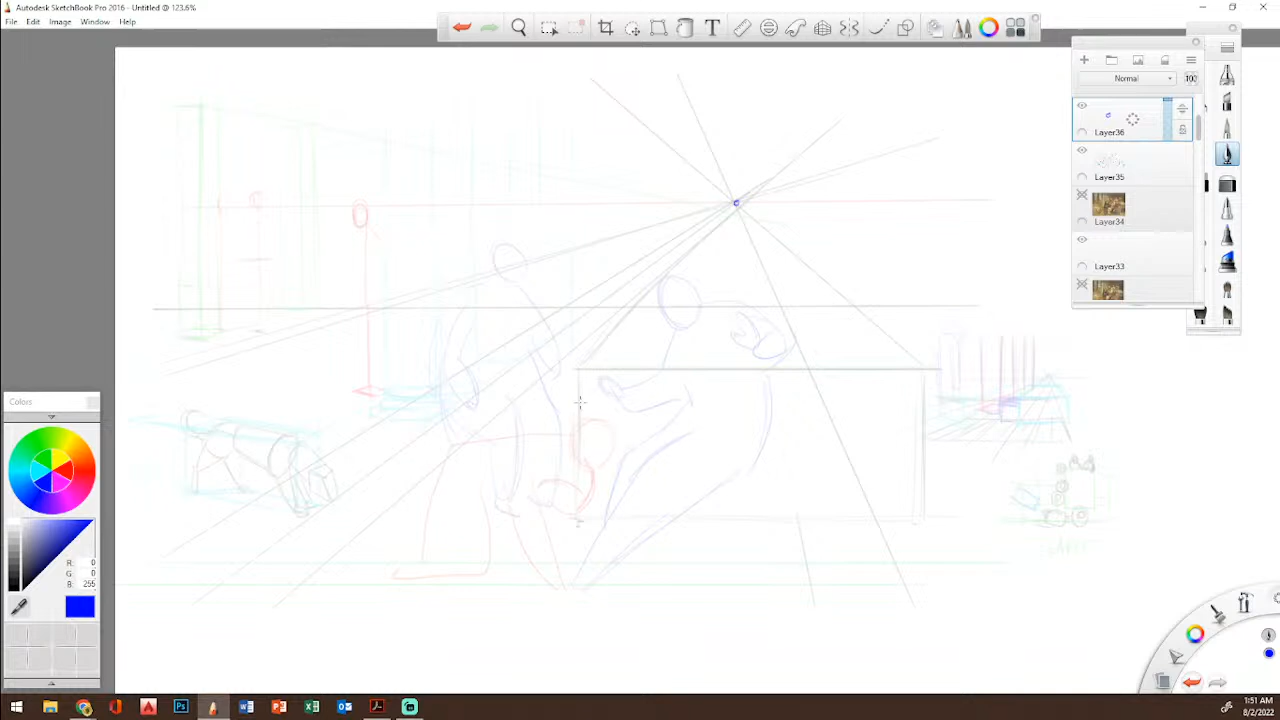 Autodesk SketchBook Pro 2016 - Untitled @ 123,6%
File Edit Image Window Help
T
Normal
100
Layer36
Layer35
Layer34
Layer33
Colors
R: 0
G: 0
B: 255
1:51 AM
8/2/2022